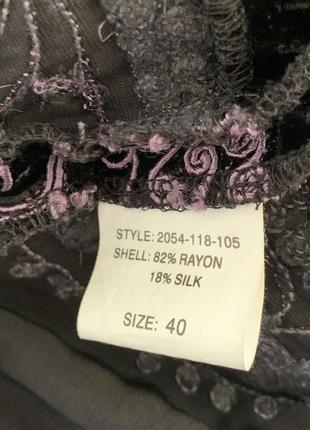 STYLE: 2054-118-105
SHELL: 82% RAYON
18% SILK
SIZE: 40